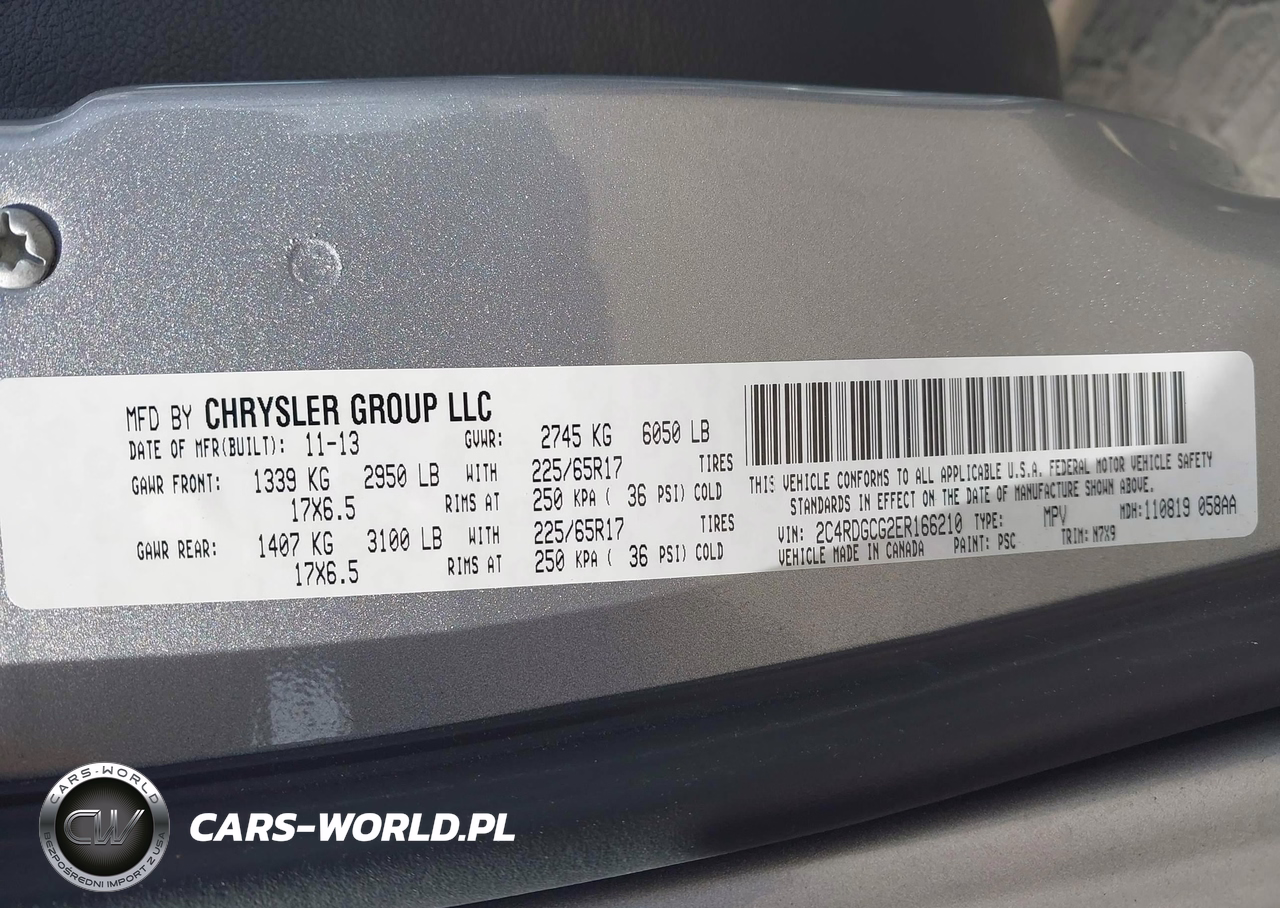 MFD BY CHRYSLER GROUP LLC
DATE OF MFR(BUILT): 11-13 GVWR: 2745 KG 6050 LB
GAWR FRONT: 1339 KG 2950 LB WITH 225/65R17 TIRES
17X6.5 RIMS AT 250 KPA ( 36 PSI) COLD
GAWR REAR: 1407 KG 3100 LB WITH 225/65R17 TIRES
17X6.5 RIMS AT 250 KPA ( 36 PSI) COLD
THIS VEHICLE CONFORMS TO ALL APPLICABLE U.S.A. FEDERAL MOTOR VEHICLE SAFETY
STANDARDS IN EFFECT ON THE DATE OF MANUFACTURE SHOWN ABOVE.
VIN: 2C4RDGCG2ER166210 TYPE: MPV MDH: 110819 058AA
VEHICLE MADE IN CANADA PAINT: PSC TRIM: N7X9
CARS-WORLD
CW
BEZPOŚREDNI IMPORT Z USA
CARS-WORLD.PL